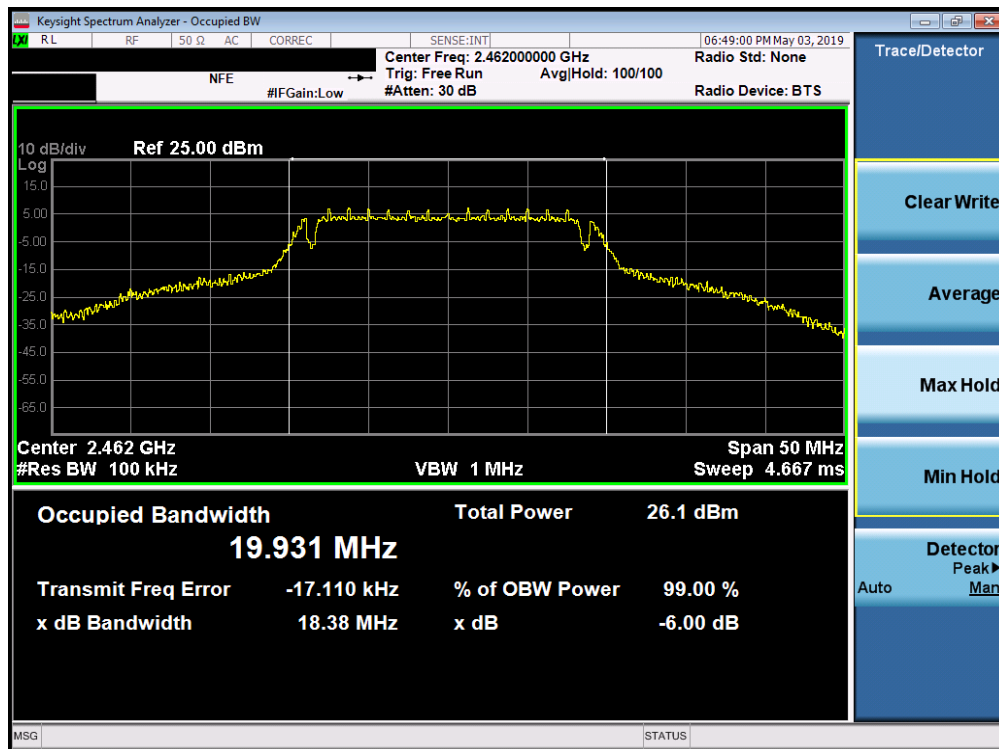 Keysight Spectrum Analyzer - Occupied BW
LXI RL RF 50 Ω AC CORREC SENSE:INT 06:49:00 PM May 03, 2019
Center Freq: 2.462000000 GHz Radio Std: None
NFE Trig: Free Run Avg|Hold: 100/100
#IFGain:Low #Atten: 30 dB Radio Device: BTS
10 dB/div Ref 25.00 dBm
Log
15.0
5.00
-5.00
-15.0
-25.0
-35.0
-45.0
-55.0
-65.0
Center 2.462 GHz Span 50 MHz
#Res BW 100 kHz VBW 1 MHz Sweep 4.667 ms
Occupied Bandwidth Total Power 26.1 dBm
19.931 MHz
Transmit Freq Error -17.110 kHz % of OBW Power 99.00 %
x dB Bandwidth 18.38 MHz x dB -6.00 dB
MSG STATUS
Trace/Detector
Clear Write
Average
Max Hold
Min Hold
Detector
Peak▶
Auto Man